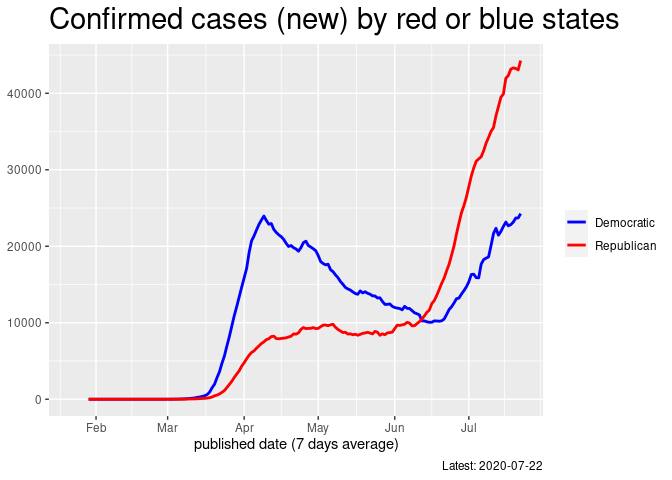 Confirmed cases (new) by red or blue states
40000
30000
20000
10000
0
Feb Mar Apr May Jun Jul
published date (7 days average)
Democratic
Republican
Latest: 2020-07-22